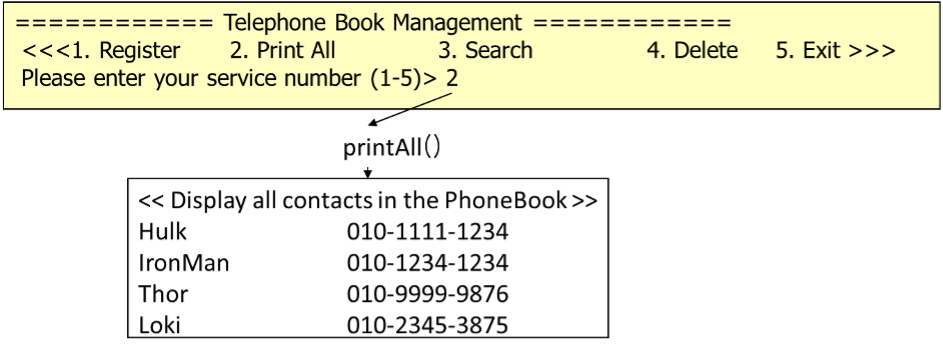 ============ Telephone Book Management ============
<<<1. Register 2. Print All 3. Search 4. Delete 5. Exit >>>
Please enter your service number (1-5)> 2
printAll()
<< Display all contacts in the PhoneBook >>
Hulk 010-1111-1234
IronMan 010-1234-1234
Thor 010-9999-9876
Loki 010-2345-3875